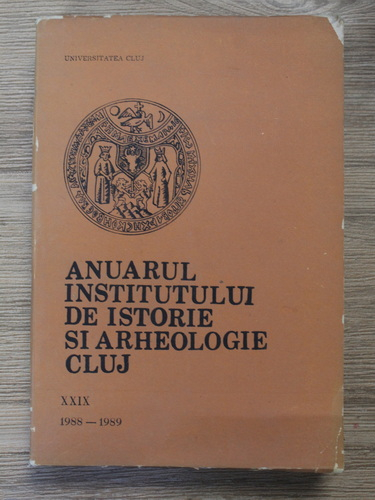 UNIVERSITATEA CLUJ
ANUARUL
INSTITUTULUI
DE ISTORIE
SI ARHEOLOGIE
CLUJ
XXIX
1988 — 1989